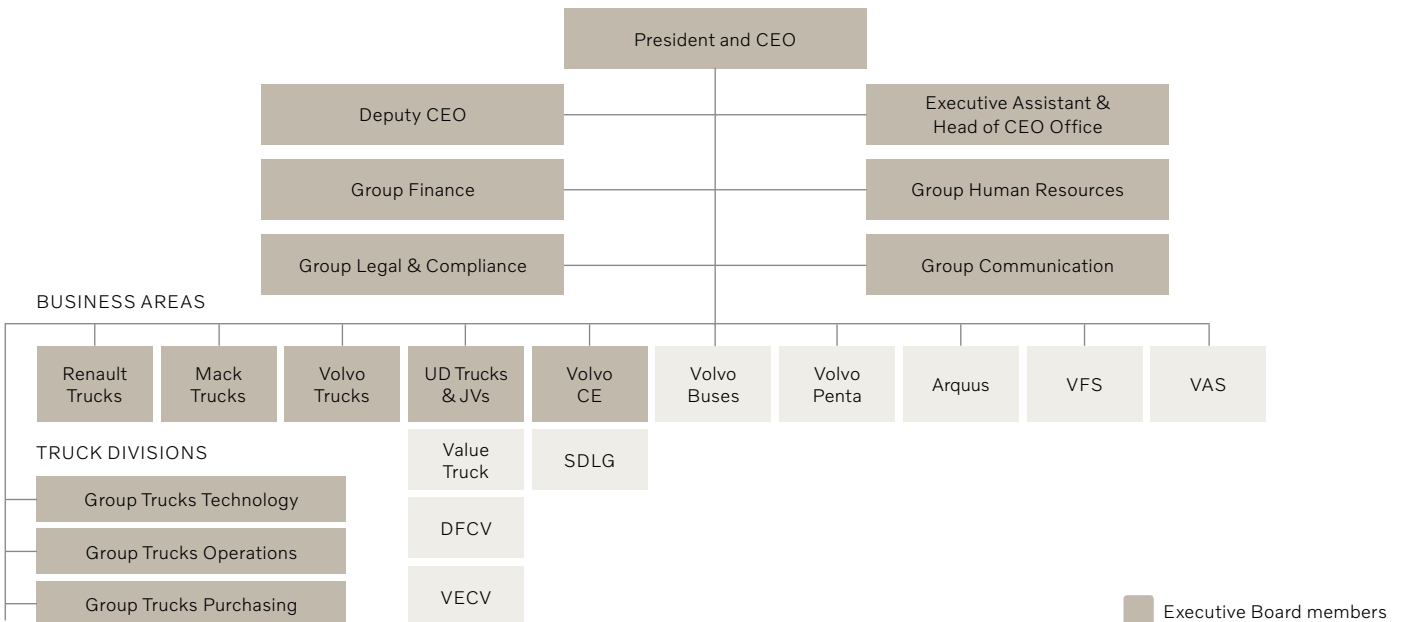 President and CEO
Deputy CEO
Executive Assistant &
Head of CEO Office
Group Finance
Group Human Resources
Group Legal & Compliance
Group Communication
BUSINESS AREAS
Renault
Trucks
Mack
Trucks
Volvo
Trucks
UD Trucks
& JVs
Volvo
CE
Volvo
Buses
Volvo
Penta
Arquus
VFS
VAS
TRUCK DIVISIONS
Value
Truck
SDLG
Group Trucks Technology
DFCV
Group Trucks Operations
VECV
Group Trucks Purchasing
Executive Board members